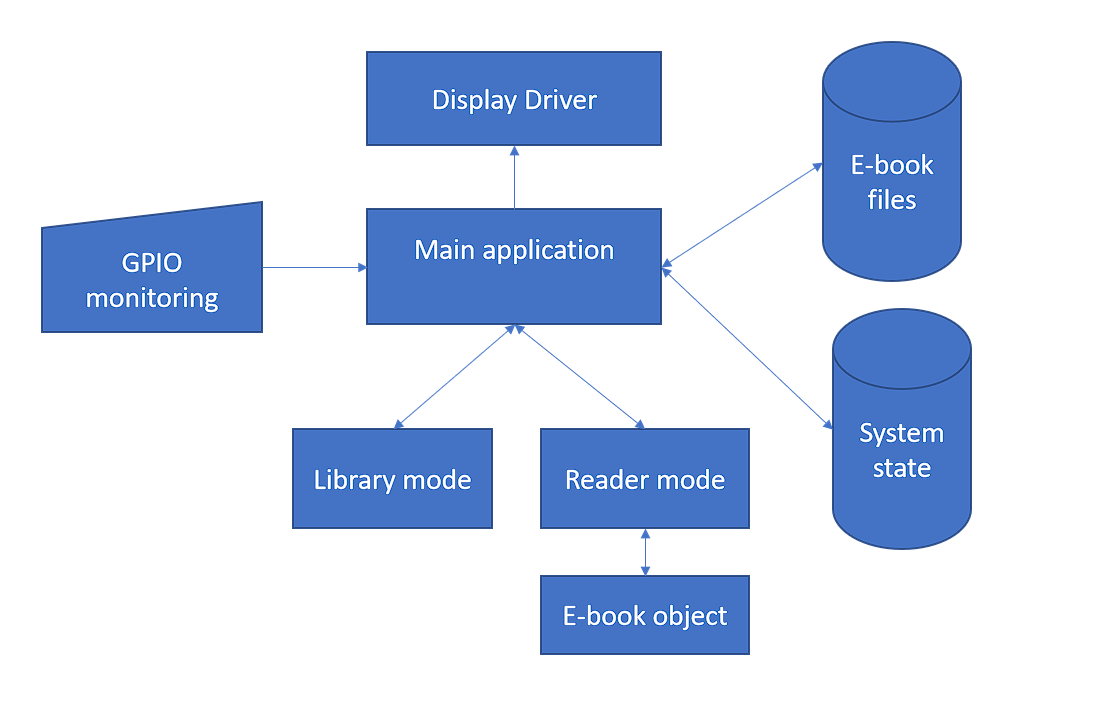 Display Driver
E-book
files
Main application
GPIO
monitoring
System
state
Library mode
Reader mode
E-book object